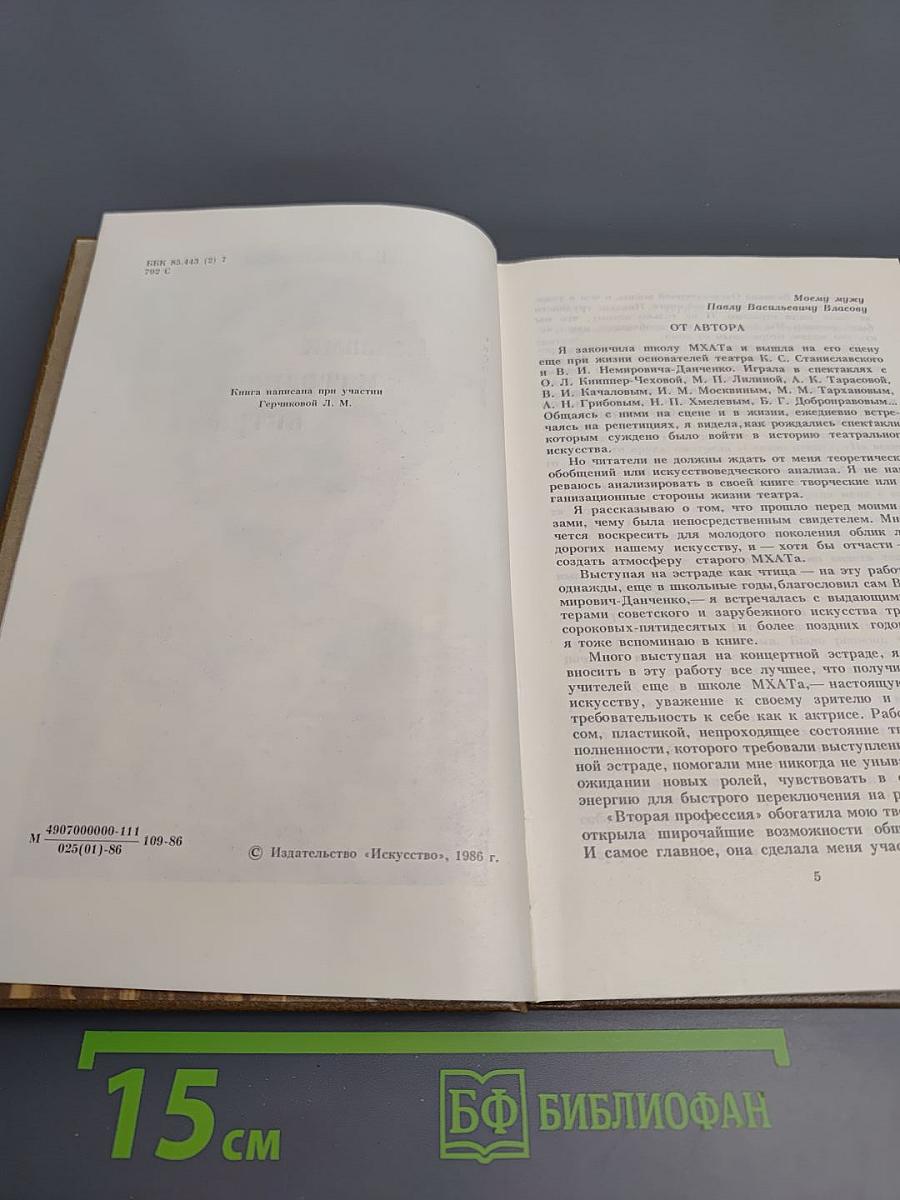 ББК 85.443 (2) 7
792 С
Книга написана при участии
Герчиковой Л. М.
М 4907000000-111 109-86
025(01)-86
© Издательство «Искусство», 1986 г.
Моему мужу
Павлу Васильевичу Власову
ОТ АВТОРА
Я закончила школу МХАТа и вышла на его сцену
еще при жизни основателей театра К. С. Станиславского
и В. И. Немировича-Данченко. Играла в спектаклях с
О. Л. Книппер-Чеховой, М. П. Лилиной, А. К. Тарасовой,
В. И. Качаловым, И. М. Москвиным, М. М. Тархановым,
А. Н. Грибовым, Н. П. Хмелевым, Б. Г. Добронравовым...
Общаясь с ними на сцене и в жизни, ежедневно встре-
чаясь на репетициях, я видела, как рождались спектакли,
которым суждено было войти в историю театрально
искусства.
Но читатели не должны ждать от меня теоретическ
обобщений или искусствоведческого анализа. Я не на
реваюсь анализировать в своей книге творческие или
ганизационные стороны жизни театра.
Я рассказываю о том, что прошло перед моими
зами, чему была непосредственным свидетелем. Мн
чется воскресить для молодого поколения облик л
дорогих нашему искусству, и — хотя бы отчасти —
создать атмосферу старого МХАТа.
Выступая на эстраде как чтица — на эту работ
однажды, еще в школьные годы, благословил сам В
мирович-Данченко,— я встречалась с выдающими
терами советского и зарубежного искусства тр
сороковых-пятидесятых и более поздних годо
я тоже вспоминаю в книге.
Много выступая на концертной эстраде, я
вносить в эту работу все лучшее, что получи
учителей еще в школе МХАТа,— настоящую
искусству, уважение к своему зрителю и
требовательность к себе как к актрисе. Рабо
сом, пластикой, непроходящее состояние тв
полненности, которого требовали выступлени
ной эстраде, помогали мне никогда не уныв
ожидании новых ролей, чувствовать в с
энергию для быстрого переключения на р
«Вторая профессия» обогатила мою тво
открыла широчайшие возможности общ
И самое главное, она сделала меня учас
5
15 см
БФ БИБЛИОФАН